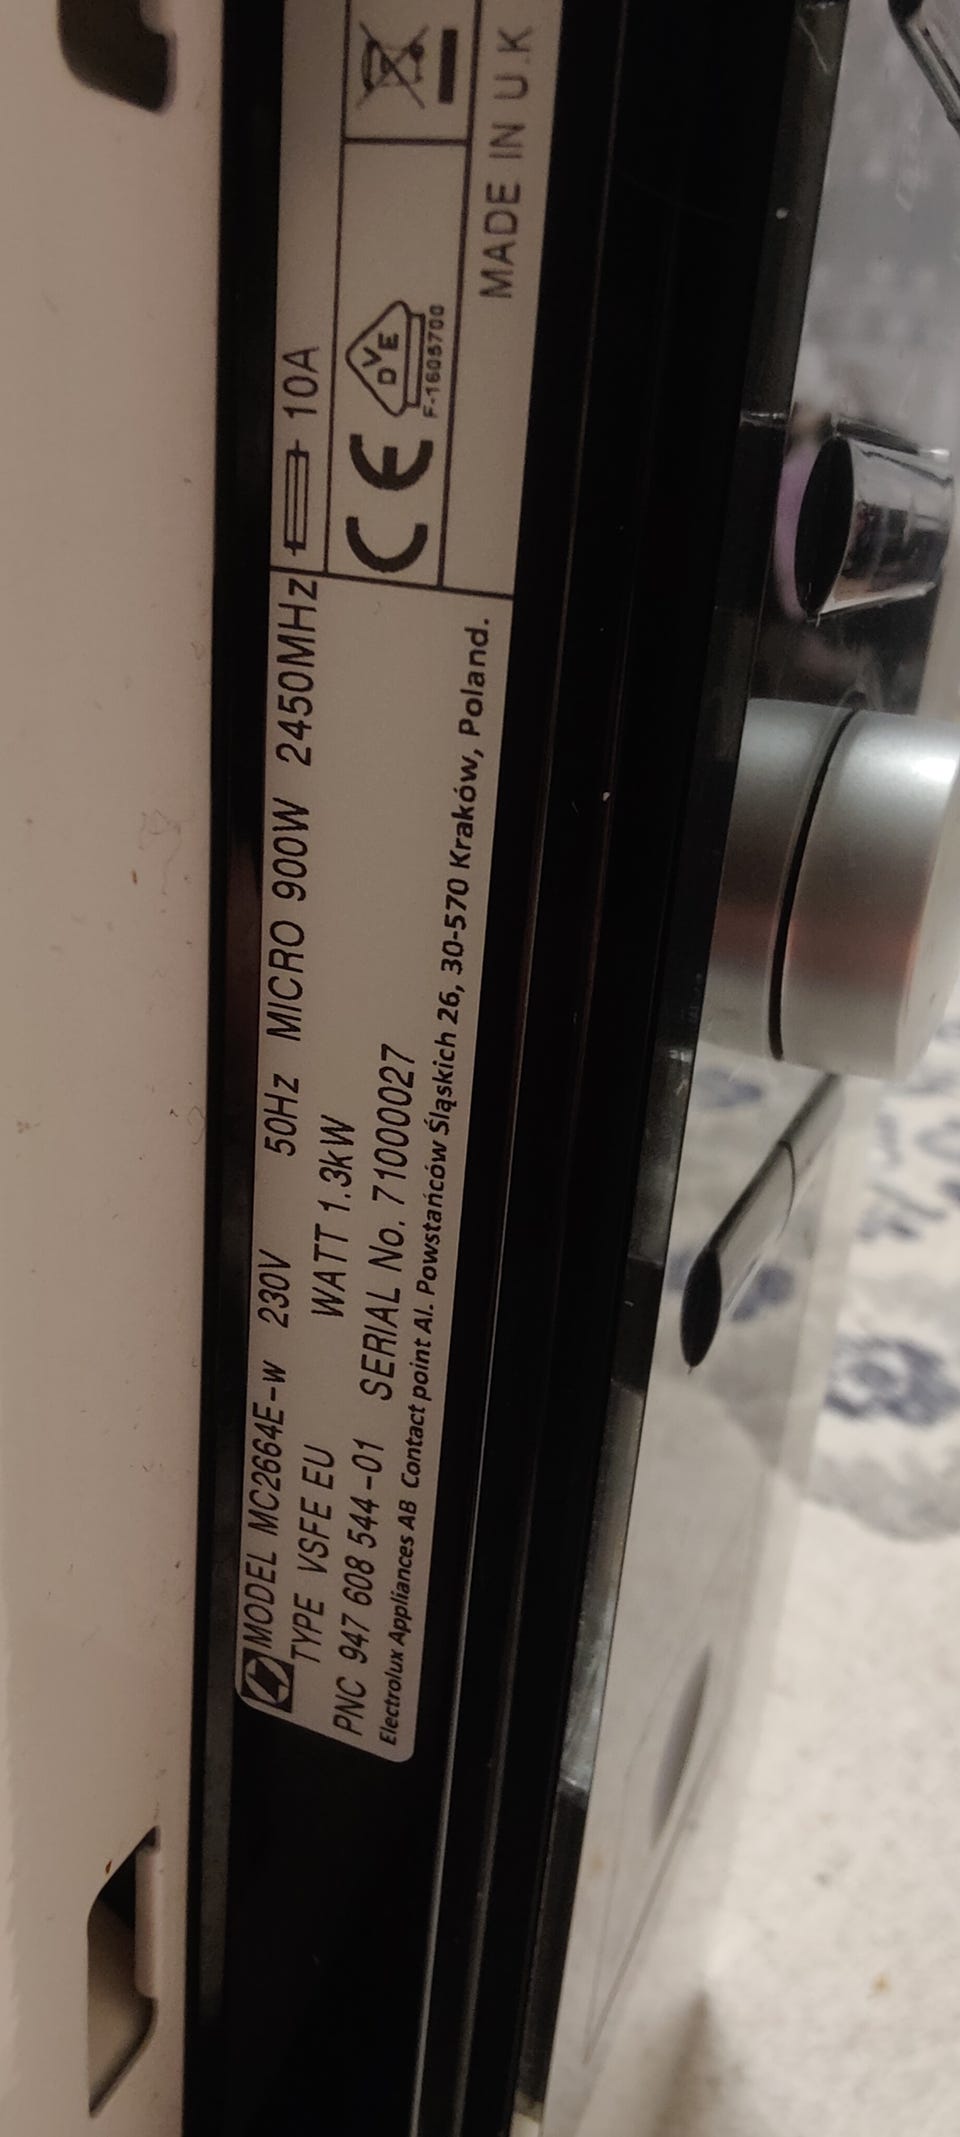 MODEL MC2664E-W 230V 50Hz MICRO 900W 2450MHz 10A
TYPE VSFE EU WATT 1.3kW
PNC 947 608 544-01 SERIAL No. 71000027
Electrolux Appliances AB Contact point Al. Powstańców Śląskich 26, 30-570 Kraków, Poland.
CE
DVE
F-1605700
MADE IN U.K